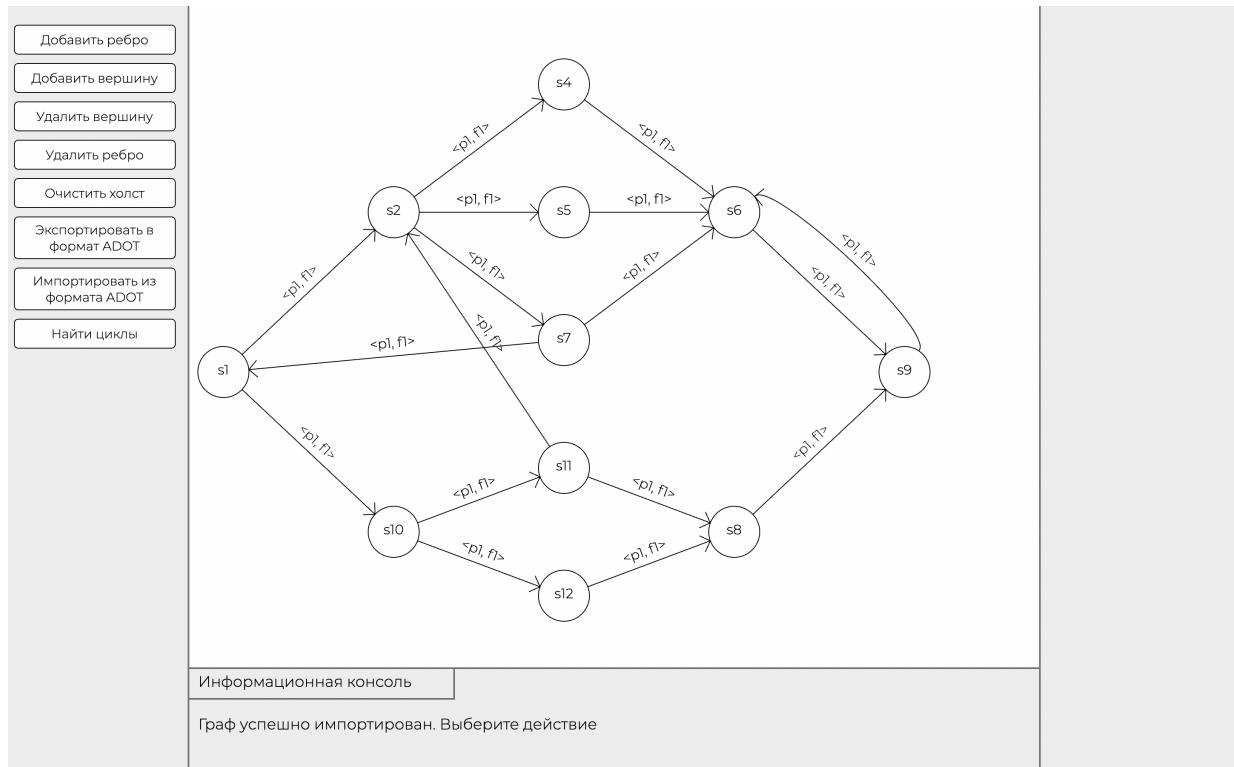 Добавить ребро
Добавить вершину
Удалить вершину
Удалить ребро
Очистить холст
Экспортировать в
формат ADOT
Импортировать из
формата ADOT
Найти циклы
s4
<p1, f1>
<p1, f1>
s2
<p1, f1>
s5
<p1, f1>
s6
<p1, f1>
<p1, f1>
<p1, f1>
<p1, f1>
<p1, f1>
<p1, f1>
s7
<p1, f1>
s1
s9
<p1, f1>
<p1, f1>
s11
<p1, f1>
<p1, f1>
s10
s8
<p1, f1>
<p1, f1>
s12
Информационная консоль
Граф успешно импортирован. Выберите действие